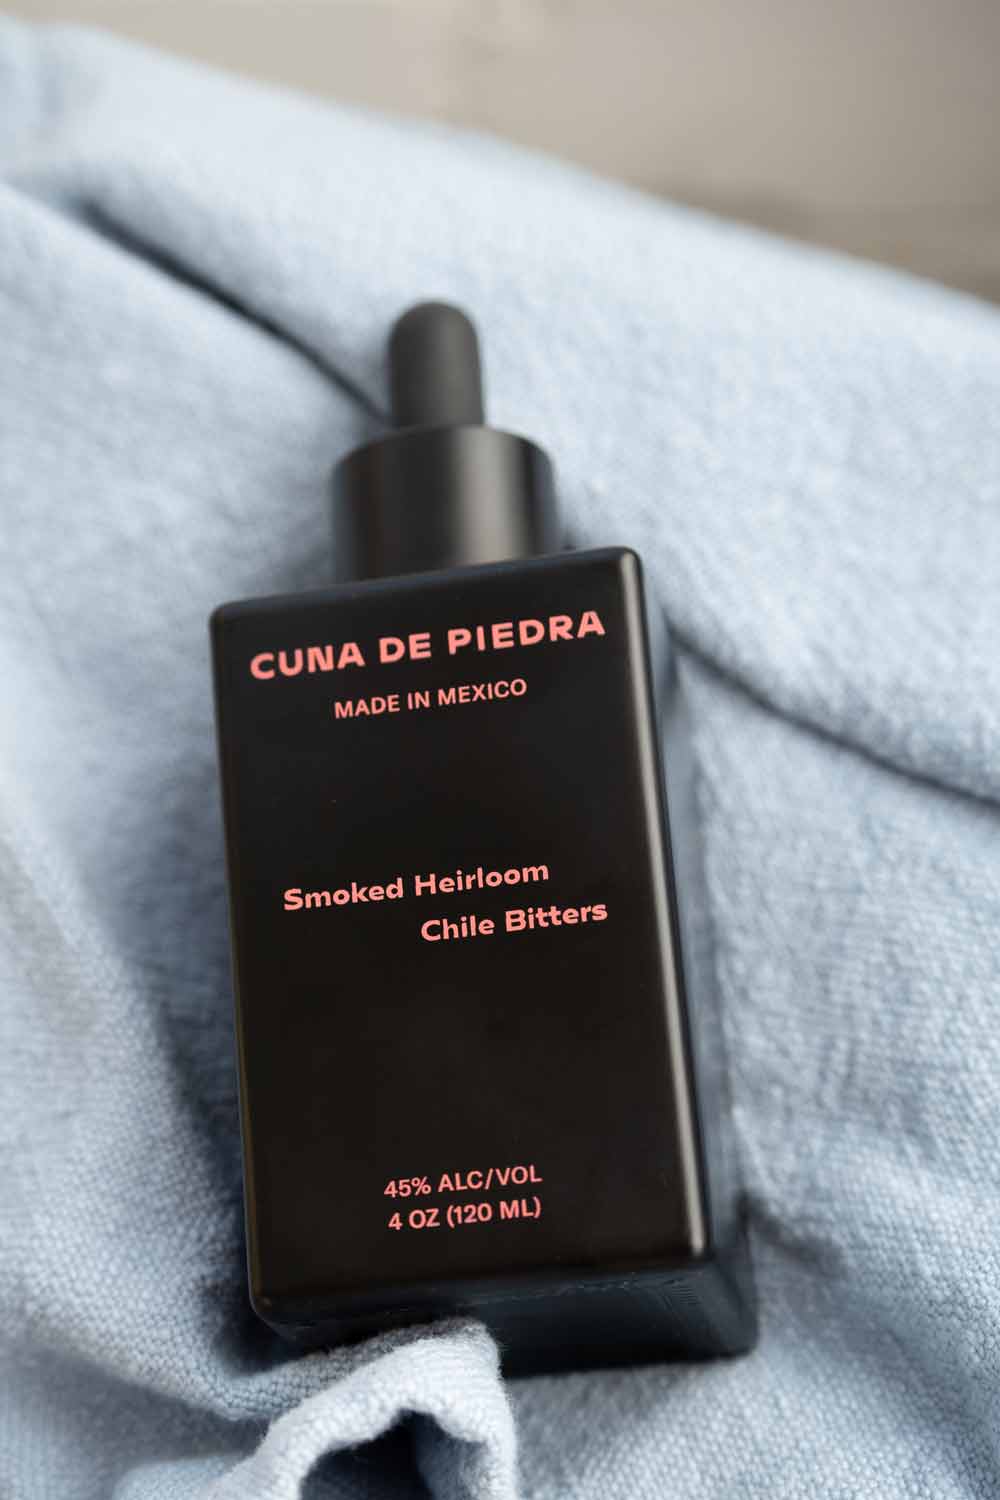 CUNA DE PIEDRA
MADE IN MEXICO
Smoked Heirloom
Chile Bitters
45% ALC/VOL
4 OZ (120 ML)